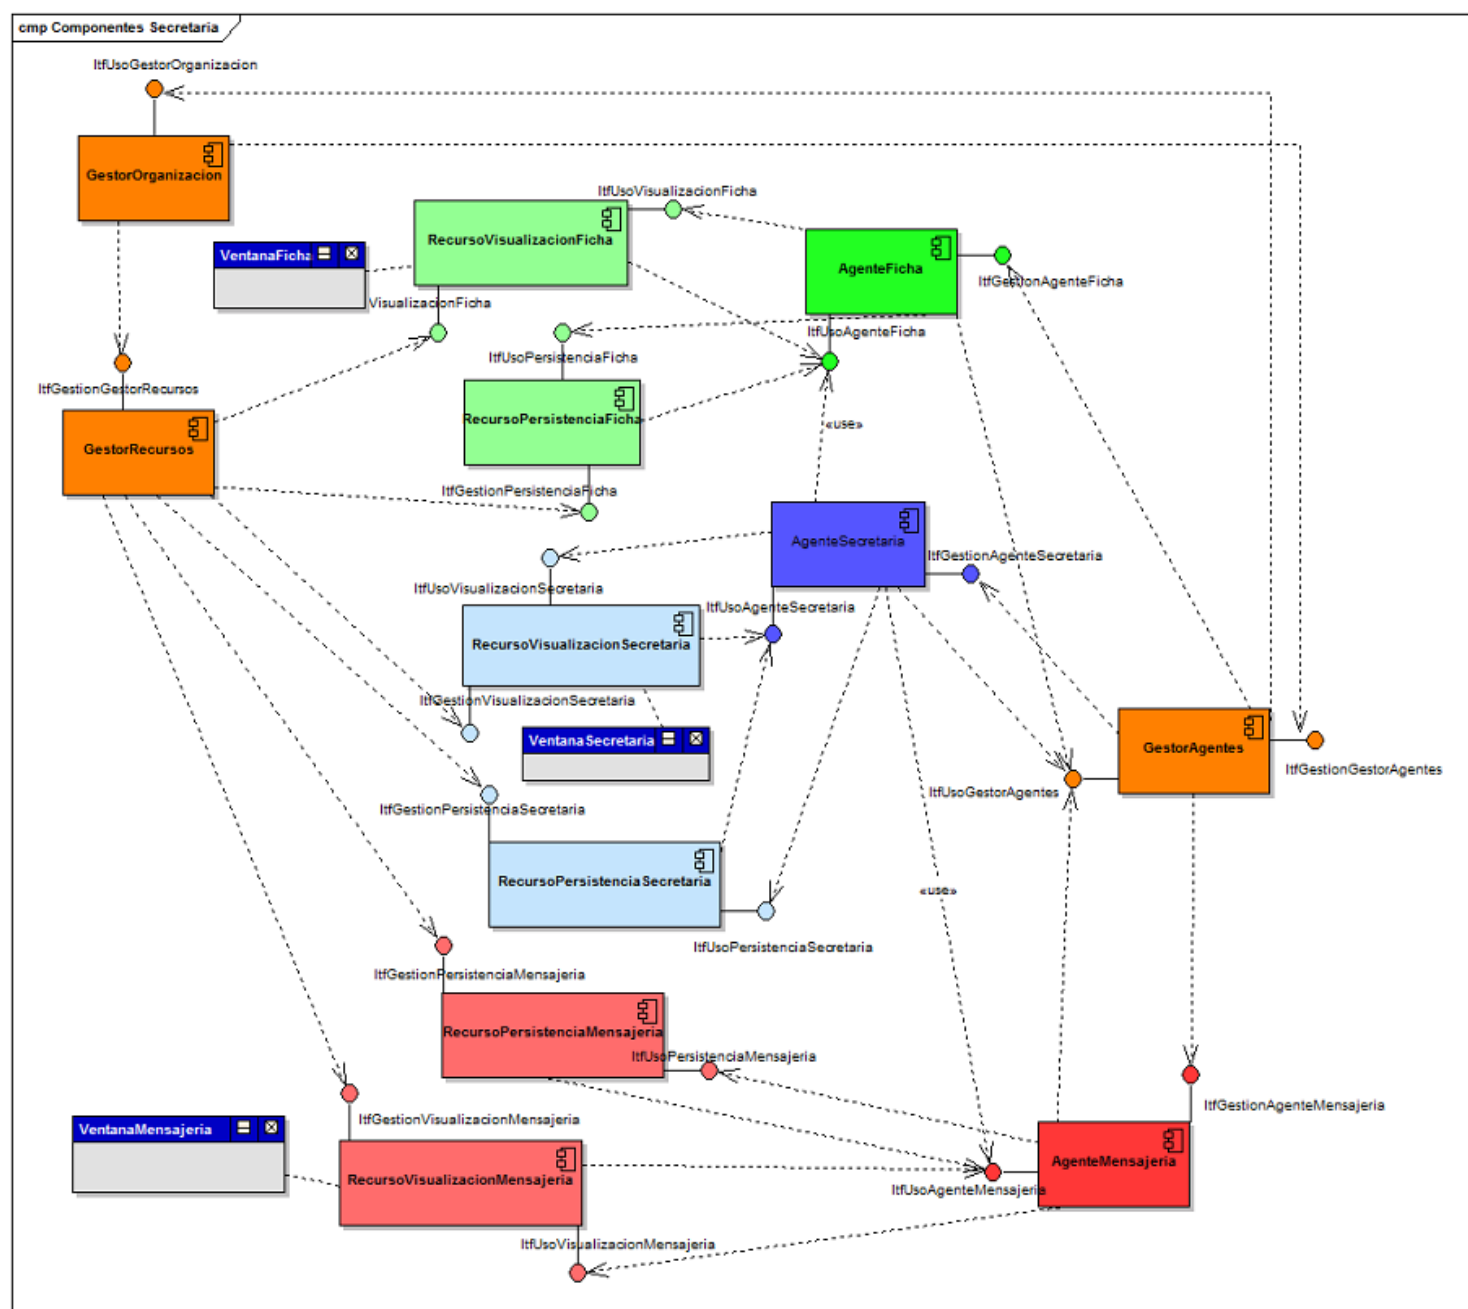 cmp Componentes Secretaria
ItfUsoGestorOrganizacion
GestorOrganizacion
ItfUsoVisualizacionFicha
RecursoVisualizacionFicha
VentanaFicha
AgenteFicha
ItfGestionAgenteFicha
VisualizacionFicha
ItfUsoAgenteFicha
ItfUsoPersistenciaFicha
ItfGestionGestorRecursos
RecursoPersistenciaFicha
«use»
GestorRecursos
ItfGestionPersistenciaFicha
AgenteSecretaria
ItfGestionAgenteSecretaria
ItfUsoVisualizacionSecretaria
ItfUsoAgenteSecretaria
RecursoVisualizacionSecretaria
ItfGestionVisualizacionSecretaria
VentanaSecretaria
GestorAgentes
ItfGestionGestorAgentes
ItfUsoGestorAgentes
ItfGestionPersistenciaSecretaria
RecursoPersistenciaSecretaria
«use»
ItfUsoPersistenciaSecretaria
ItfGestionPersistenciaMensajeria
RecursoPersistenciaMensajeria
ItfUsoPersistenciaMensajeria
ItfGestionAgenteMensajeria
ItfGestionVisualizacionMensajeria
VentanaMensajeria
AgenteMensajeria
RecursoVisualizacionMensajeria
ItfUsoAgenteMensajeria
ItfUsoVisualizacionMensajeria